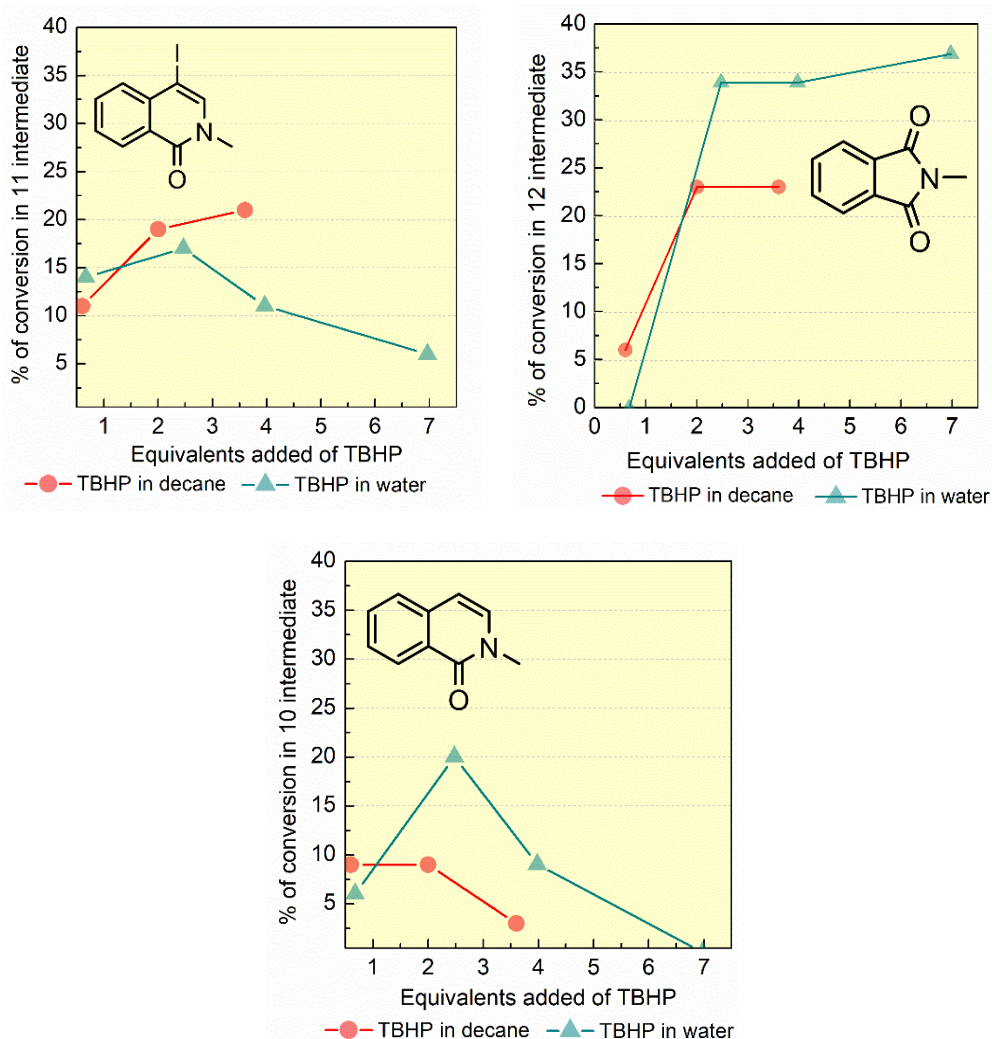 % of conversion in 11 intermediate
40
35
30
25
20
15
10
5
I
N
O
1 2 3 4 5 6 7
Equivalents added of TBHP
TBHP in decane TBHP in water
% of conversion in 12 intermediate
40
35
30
25
20
15
10
5
0
O
N
O
0 1 2 3 4 5 6 7
Equivalents added of TBHP
TBHP in decane TBHP in water
% of conversion in 10 intermediate
40
35
30
25
20
15
10
5
N
O
1 2 3 4 5 6 7
Equivalents added of TBHP
TBHP in decane TBHP in water